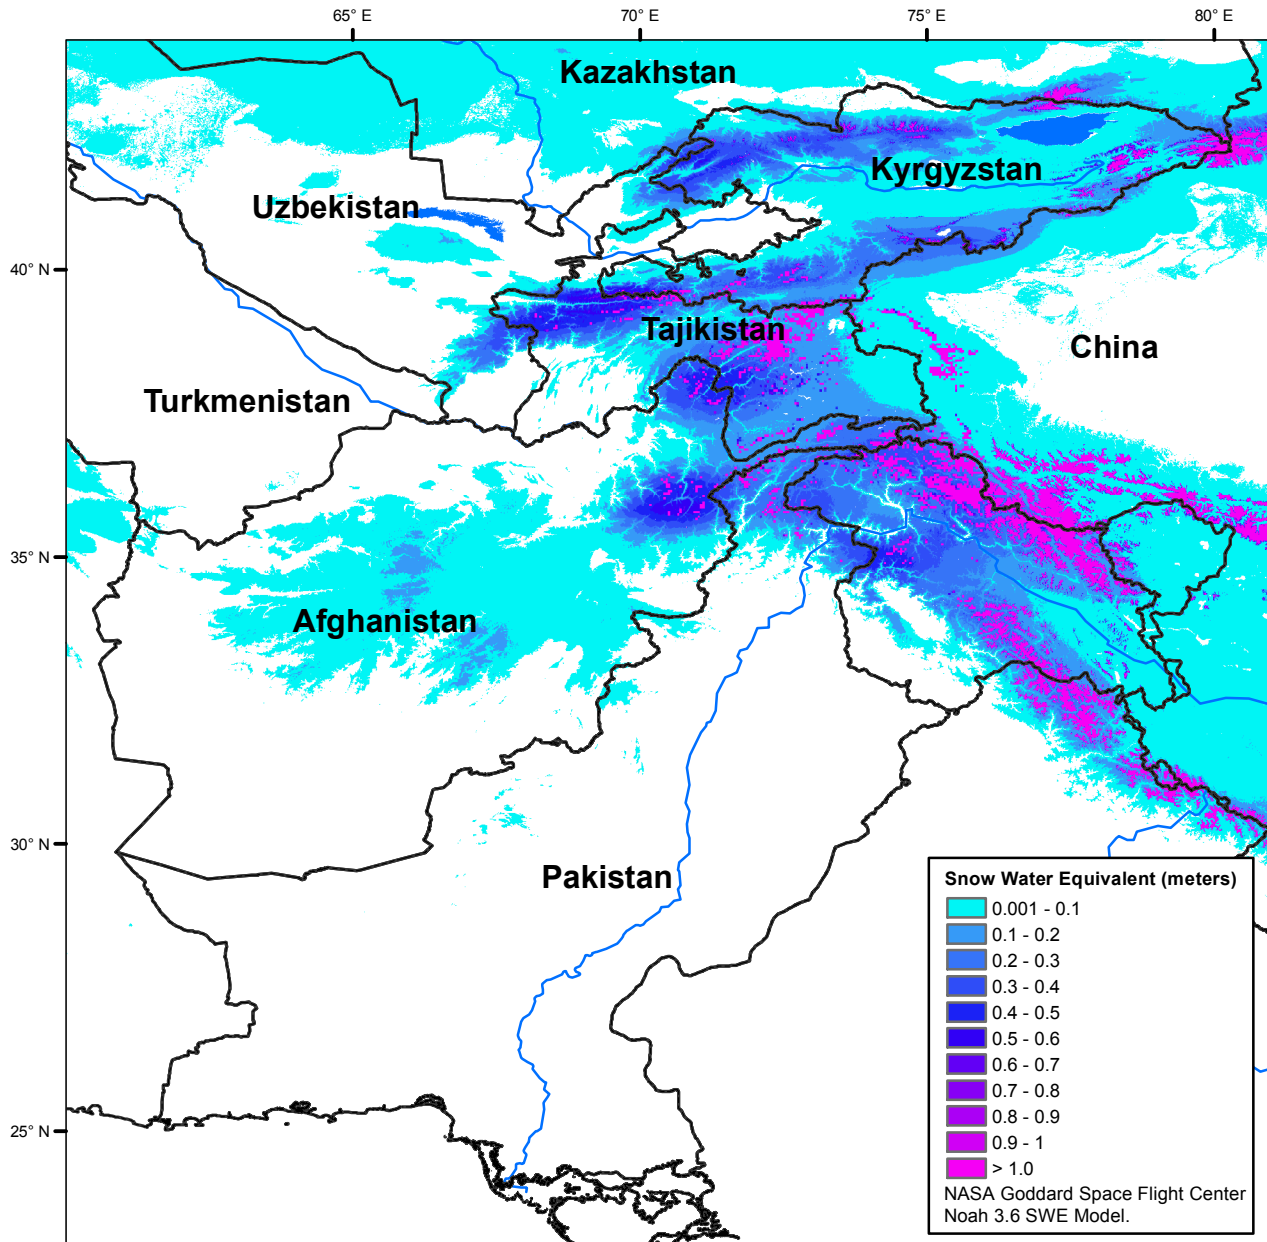 65° E
70° E
75° E
80° E
Kazakhstan
Kyrgyzstan
Uzbekistan
40° N
Tajikistan
China
Turkmenistan
35° N
Afghanistan
30° N
Pakistan
25° N
Snow Water Equivalent (meters)
0.001 - 0.1
0.1 - 0.2
0.2 - 0.3
0.3 - 0.4
0.4 - 0.5
0.5 - 0.6
0.6 - 0.7
0.7 - 0.8
0.8 - 0.9
0.9 - 1
> 1.0
NASA Goddard Space Flight Center
Noah 3.6 SWE Model.